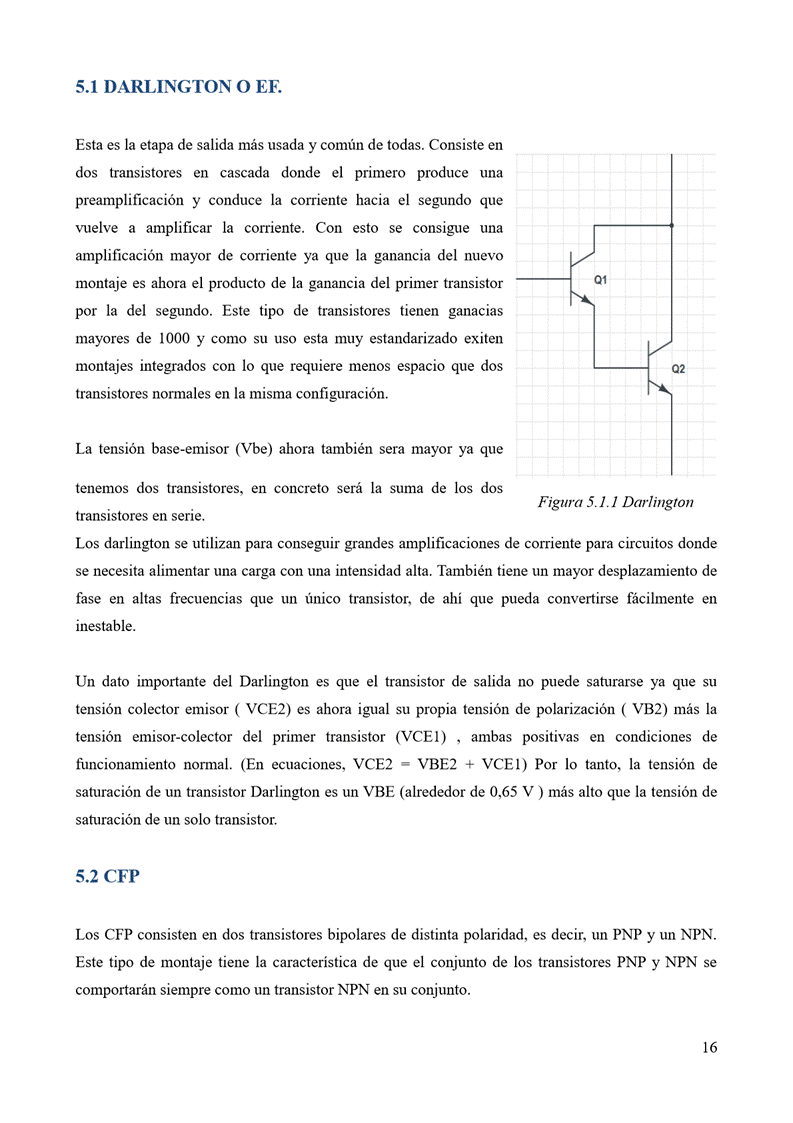 5.1 DARLINGTON O EF.
Esta es la etapa de salida más usada y común de todas. Consiste en
dos transistores en cascada donde el primero produce una
preamplificación y conduce la corriente hacia el segundo que
vuelve a amplificar la corriente. Con esto se consigue una
amplificación mayor de corriente ya que la ganancia del nuevo
montaje es ahora el producto de la ganancia del primer transistor
por la del segundo. Este tipo de transistores tienen ganacias
mayores de 1000 y como su uso esta muy estandarizado exiten
montajes integrados con lo que requiere menos espacio que dos
transistores normales en la misma configuración.
Q1
Q2
La tensión base-emisor (Vbe) ahora también sera mayor ya que
tenemos dos transistores, en concreto será la suma de los dos
transistores en serie.
Figura 5.1.1 Darlington
Los darlington se utilizan para conseguir grandes amplificaciones de corriente para circuitos donde
se necesita alimentar una carga con una intensidad alta. También tiene un mayor desplazamiento de
fase en altas frecuencias que un único transistor, de ahí que pueda convertirse fácilmente en
inestable.
Un dato importante del Darlington es que el transistor de salida no puede saturarse ya que su
tensión colector emisor ( VCE2) es ahora igual su propia tensión de polarización ( VB2) más la
tensión emisor-colector del primer transistor (VCE1) , ambas positivas en condiciones de
funcionamiento normal. (En ecuaciones, VCE2 = VBE2 + VCE1) Por lo tanto, la tensión de
saturación de un transistor Darlington es un VBE (alrededor de 0,65 V ) más alto que la tensión de
saturación de un solo transistor.
5.2 CFP
Los CFP consisten en dos transistores bipolares de distinta polaridad, es decir, un PNP y un NPN.
Este tipo de montaje tiene la característica de que el conjunto de los transistores PNP y NPN se
comportarán siempre como un transistor NPN en su conjunto.
16